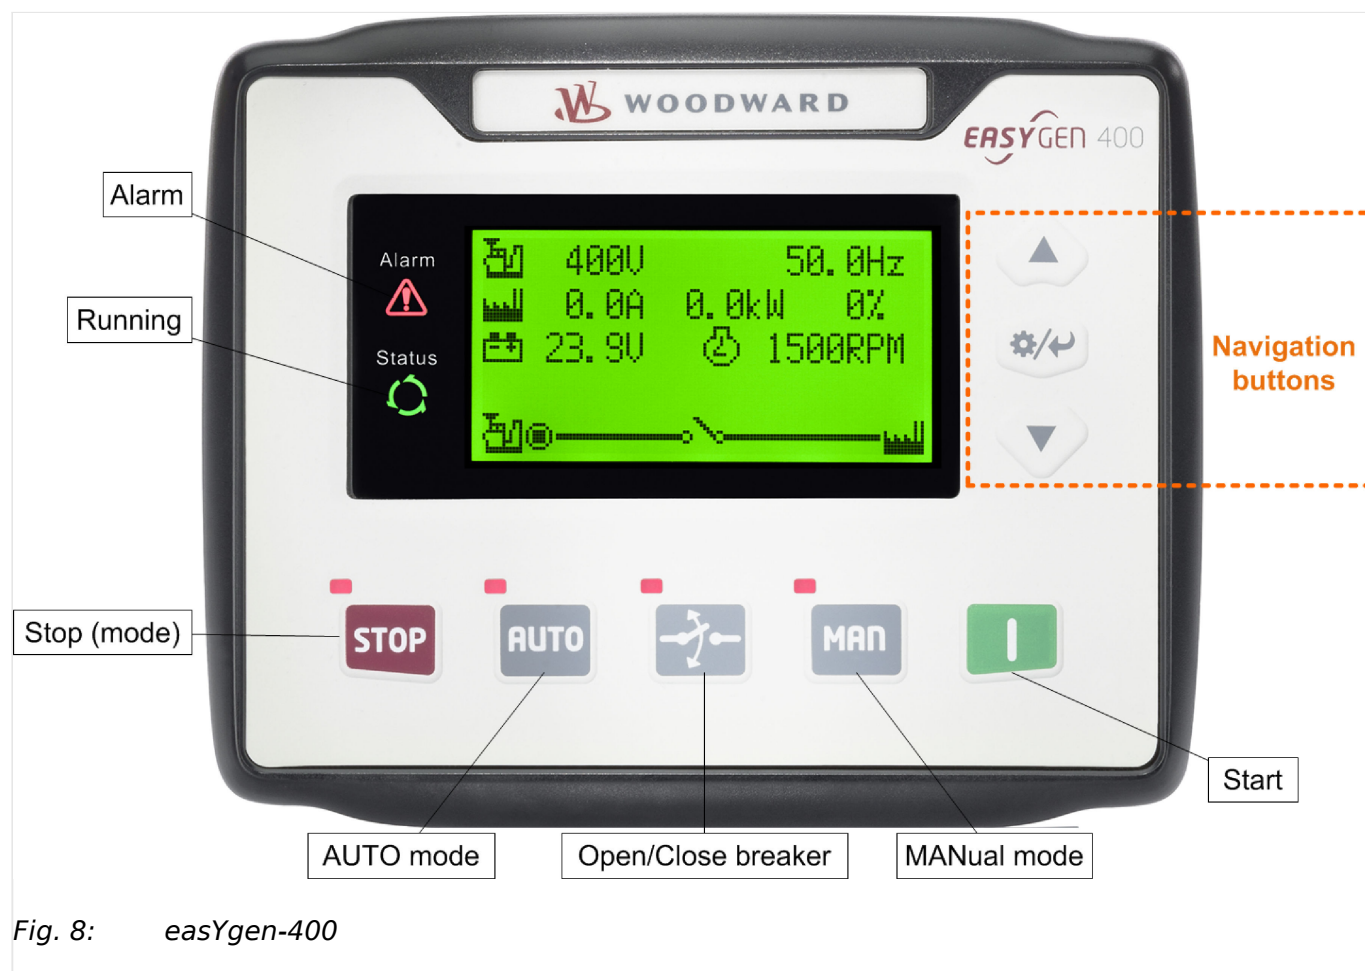 WOODWARD
EASYGEN 400
Alarm
Running
Alarm
Status
400V 50.0Hz
0.0A 0.0kW 0%
23.9V 1500RPM
Navigation
buttons
Stop (mode)
STOP
AUTO
MAN
Start
AUTO mode
Open/Close breaker
MANual mode
Fig. 8: easYgen-400